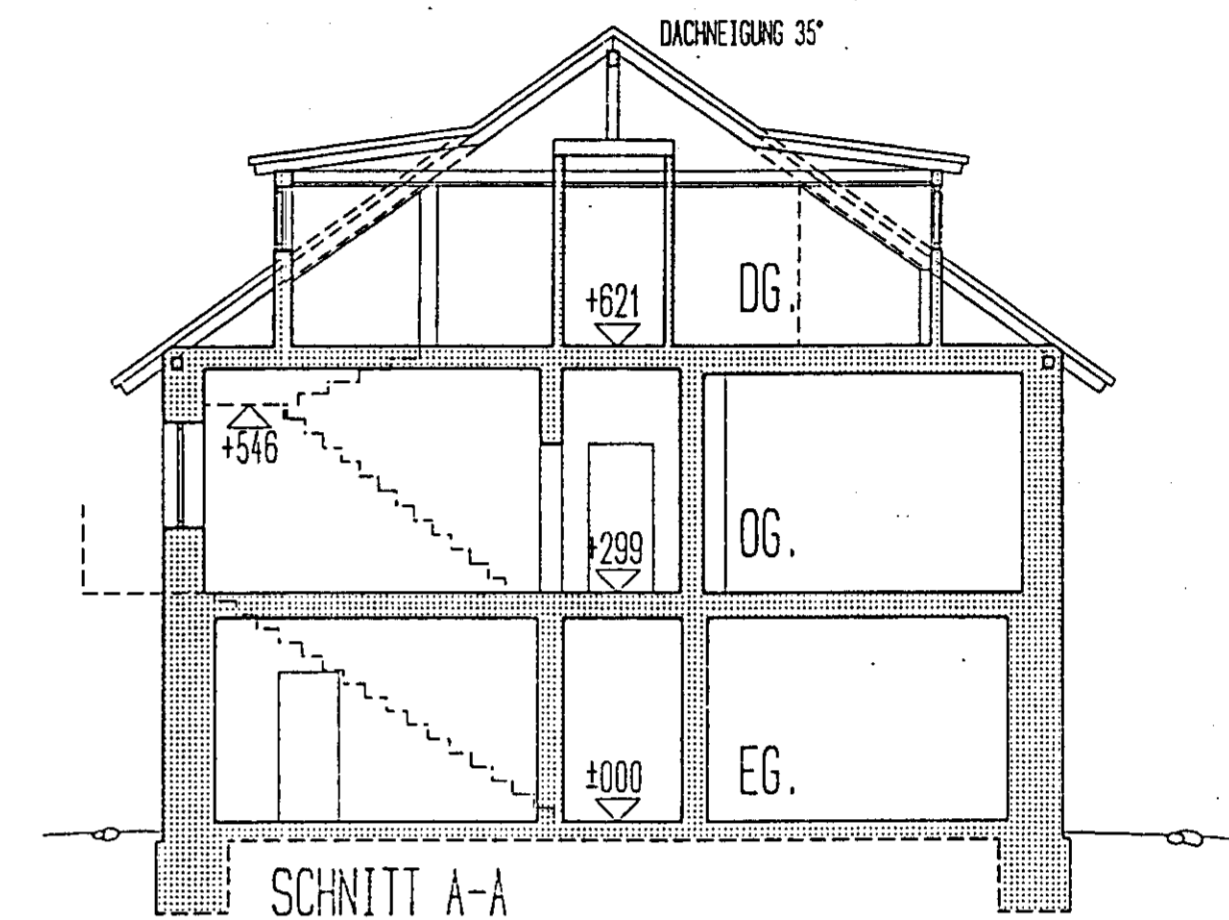 DACHNEIGUNG 35°
+621
DG.
+546
+299
OG.
±000
EG.
SCHNITT A-A